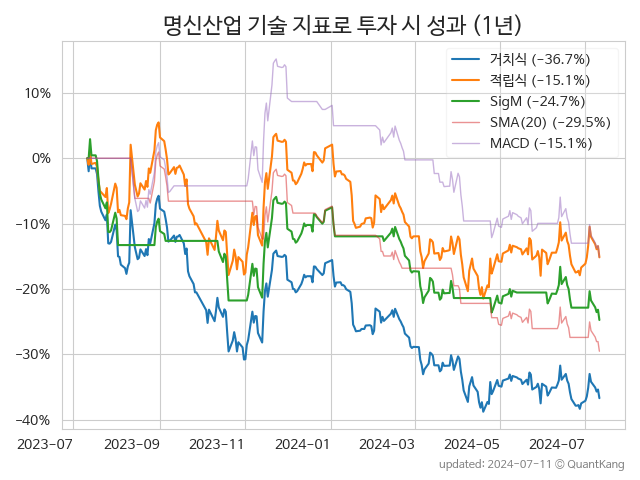 명신산업 기술 지표로 투자 시 성과 (1년)
거치식 (−36.7%)
적립식 (−15.1%)
SigM (−24.7%)
SMA(20) (−29.5%)
MACD (−15.1%)
10%
0%
−10%
−20%
−30%
−40%
2023-07 2023-09 2023-11 2024-01 2024-03 2024-05 2024-07
updated: 2024-07-11 ⓒ QuantKang